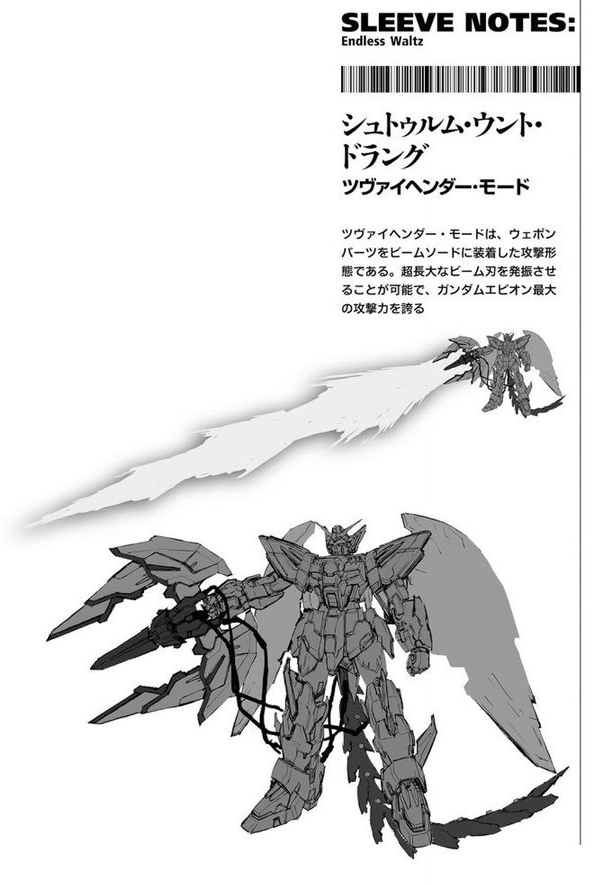 SLEEVE NOTES:
Endless Waltz
シュトゥルム・ウント・
ドラング
ツヴァイヘンダー・モード
ツヴァイヘンダー・モードは、ウェポン
パーツをビームソードに装着した攻撃形
態である。超長大なビーム刃を発振させ
ることが可能で、ガンダムエピオン最大
の攻撃力を誇る